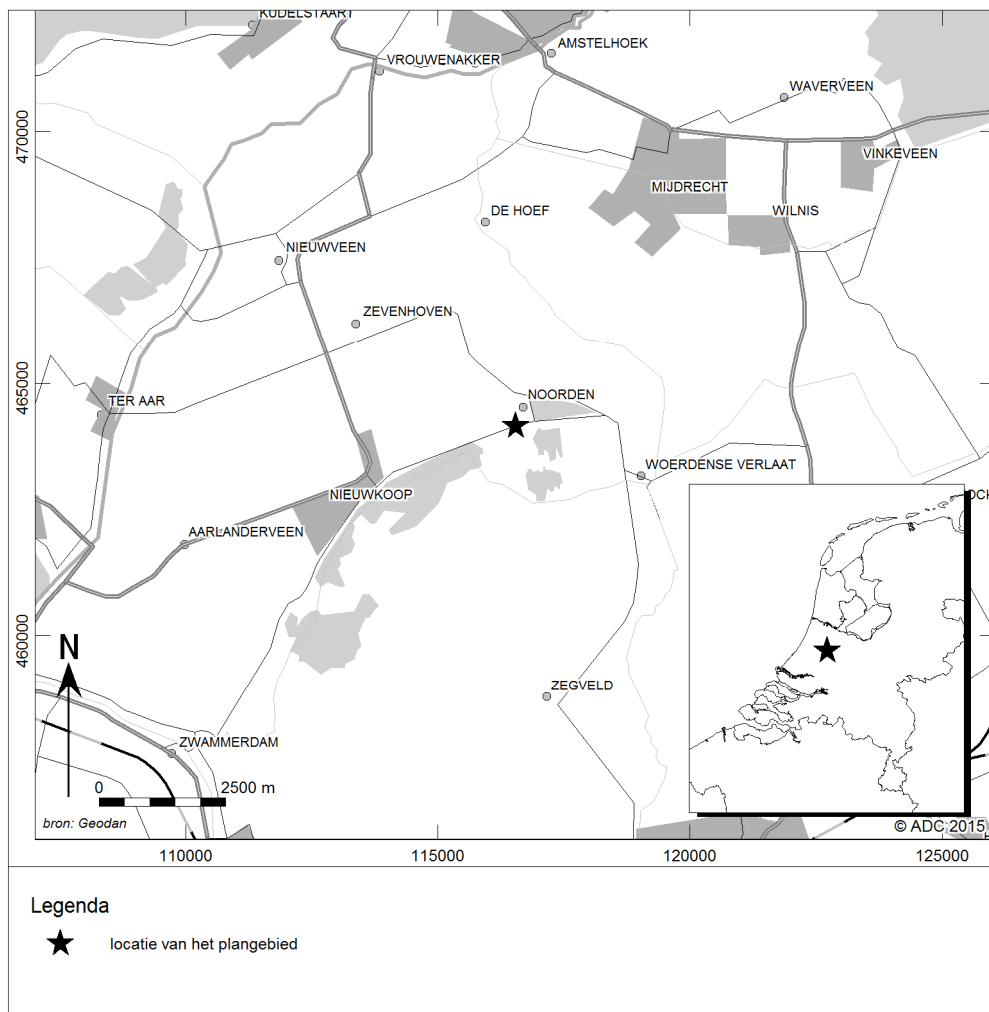 KUDELSTAART
AMSTELHOEK
VROUWENAKKER
WAVERVEEN
470000
VINKEVEEN
MIJDRECHT
DE HOEF
WILNIS
NIEUWVEEN
ZEVENHOVEN
465000
NOORDEN
TER AAR
WOERDENSE VERLAAT
NIEUWKOOP
AARLANDERVEEN
460000
N
ZEGVELD
ZWAMMERDAM
0 2500 m
bron: Geodan
© ADC 2015
110000 115000 120000 125000
Legenda
locatie van het plangebied